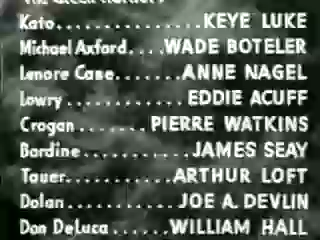 Kato..............KEYE LUKE
Michael Axford....WADE BOTELER
Lenore Case.......ANNE NAGEL
Lowry.............EDDIE ACUFF
Crogan........PIERRE WATKINS
Bardine...........JAMES SEAY
Tauer...........ARTHUR LOFT
Dolan...........JOE A. DEVLIN
Don DeLuca......WILLIAM HALL